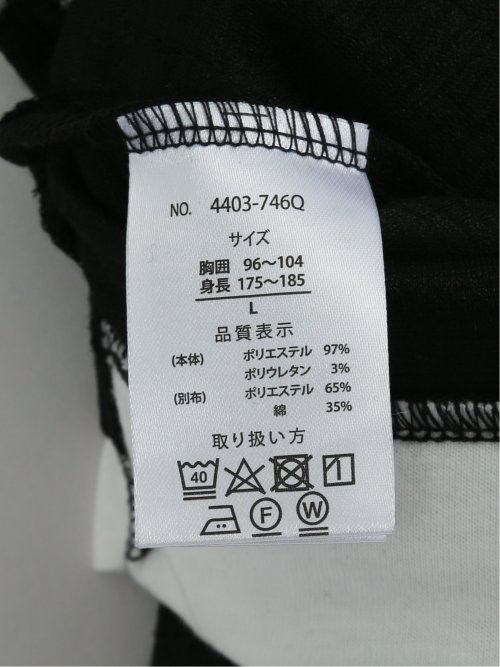 NO. 4403-746Q
サイズ
胸囲 96～104
身長 175～185
L
品質表示
(本体) ポリエステル 97%
ポリウレタン 3%
(別布) ポリエステル 65%
綿 35%
取り扱い方
40
F W